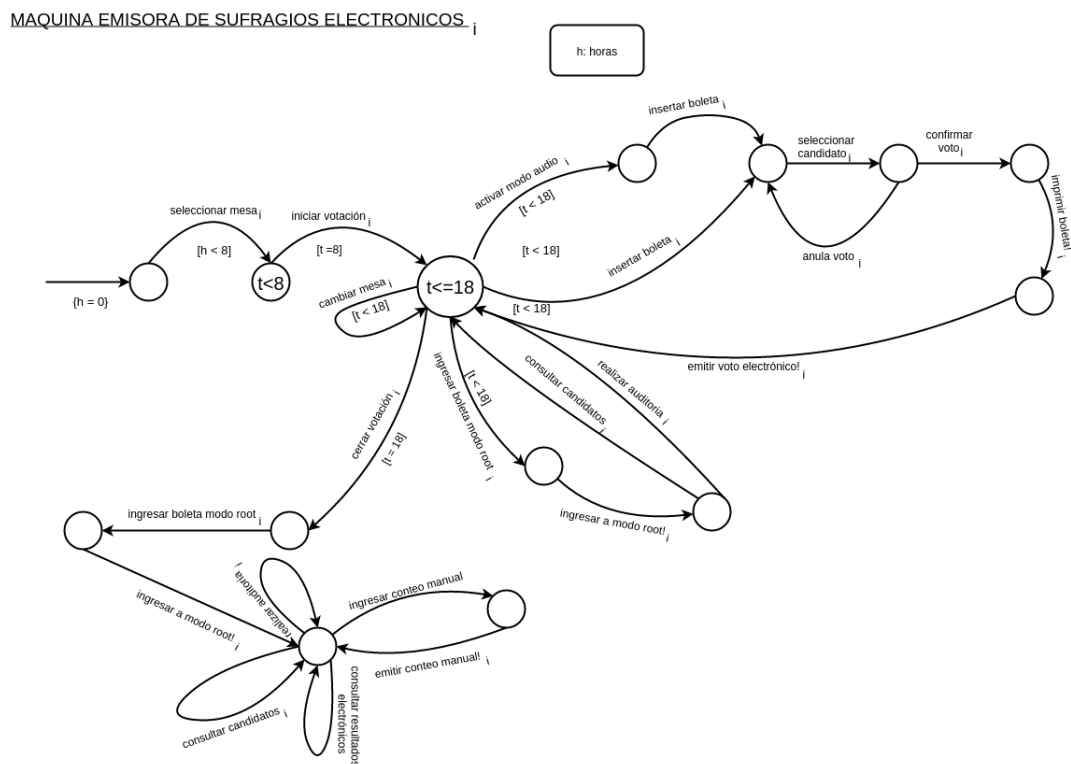 MAQUINA EMISORA DE SUFRAGIOS ELECTRONICOS i
h: horas
insertar boleta i
seleccionar
candidato i
confirmar
voto i
activar modo audio i
[t < 18]
imprimir boleta! i
seleccionar mesa i
iniciar votación i
[h < 8]
[t =8]
[t < 18]
insertar boleta i
anula voto i
t<8
t<=18
{h = 0}
cambiar mesa i
[t < 18]
[t < 18]
emitir voto electrónico! i
ingresar boleta modo root i
[t < 18]
consultar candidatos i
realizar auditoria i
cerrar votación i
[t = 18]
ingresar boleta modo root i
ingresar a modo root! i
realizar auditoria i
ingresar conteo manual
ingresar a modo root! i
emitir conteo manual! i
consultar candidatos i
consultar resultados
electrónicos